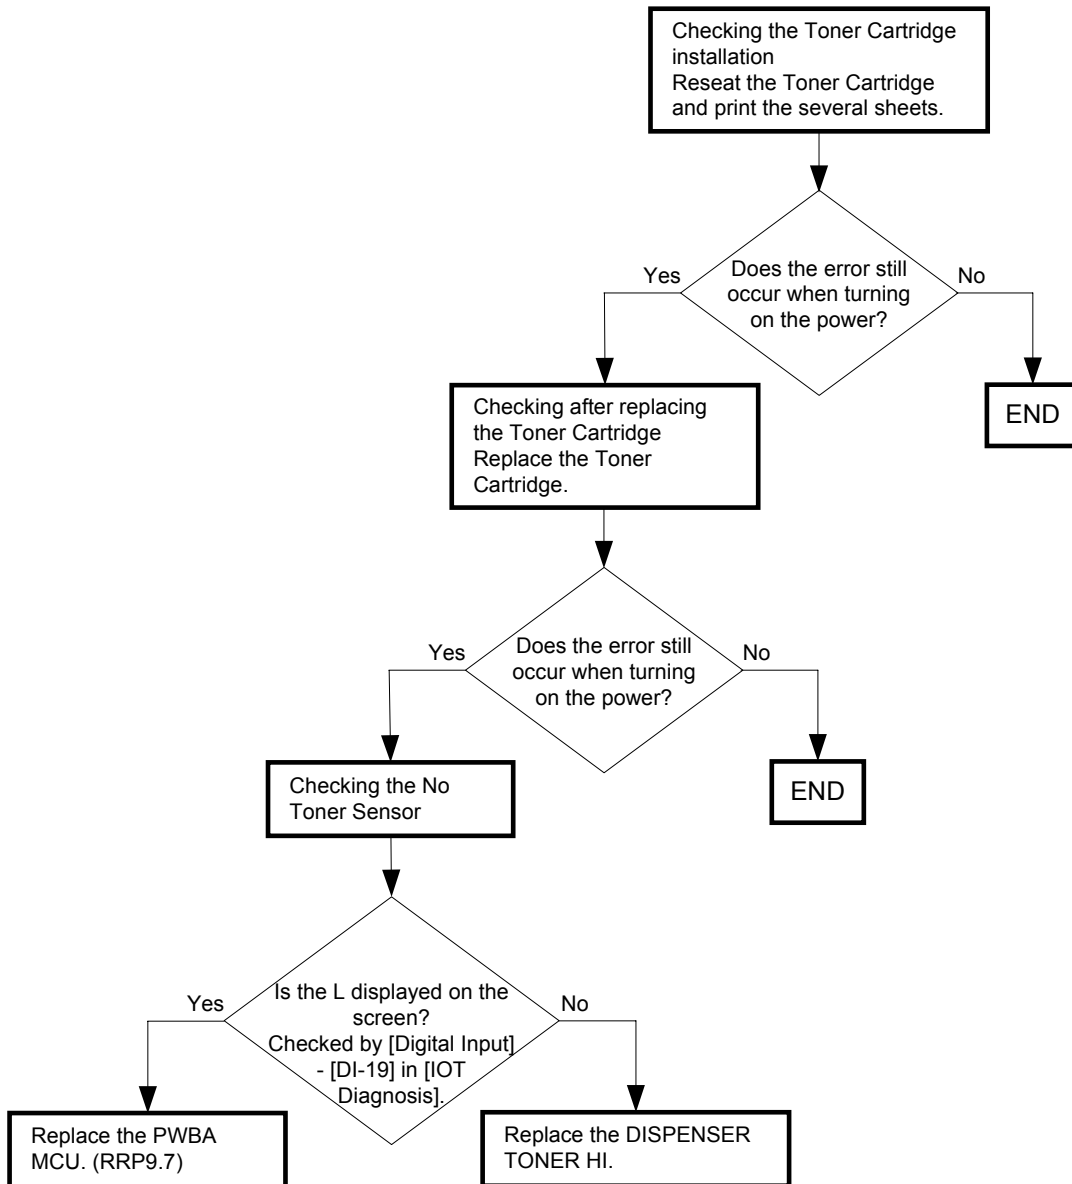 Checking the Toner Cartridge
installation
Reseat the Toner Cartridge
and print the several sheets.
Yes
Does the error still
occur when turning
on the power?
No
Checking after replacing
the Toner Cartridge
Replace the Toner
Cartridge.
END
Yes
Does the error still
occur when turning
on the power?
No
Checking the No
Toner Sensor
END
Yes
Is the L displayed on the
screen?
Checked by [Digital Input]
- [DI-19] in [IOT
Diagnosis].
No
Replace the PWBA
MCU. (RRP9.7)
Replace the DISPENSER
TONER HI.